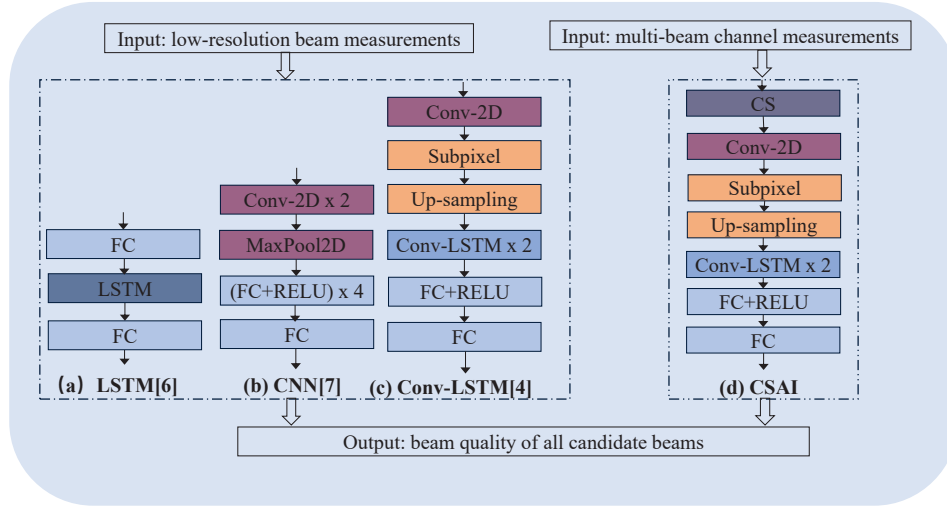 Input: low-resolution beam measurements
Input: multi-beam channel measurements
FC
LSTM
FC
(a) LSTM[6]
Conv-2D x 2
MaxPool2D
(FC+RELU) x 4
FC
(b) CNN[7]
Conv-2D
Subpixel
Up-sampling
Conv-LSTM x 2
FC+RELU
FC
(c) Conv-LSTM[4]
CS
Conv-2D
Subpixel
Up-sampling
Conv-LSTM x 2
FC+RELU
FC
(d) CSAI
Output: beam quality of all candidate beams